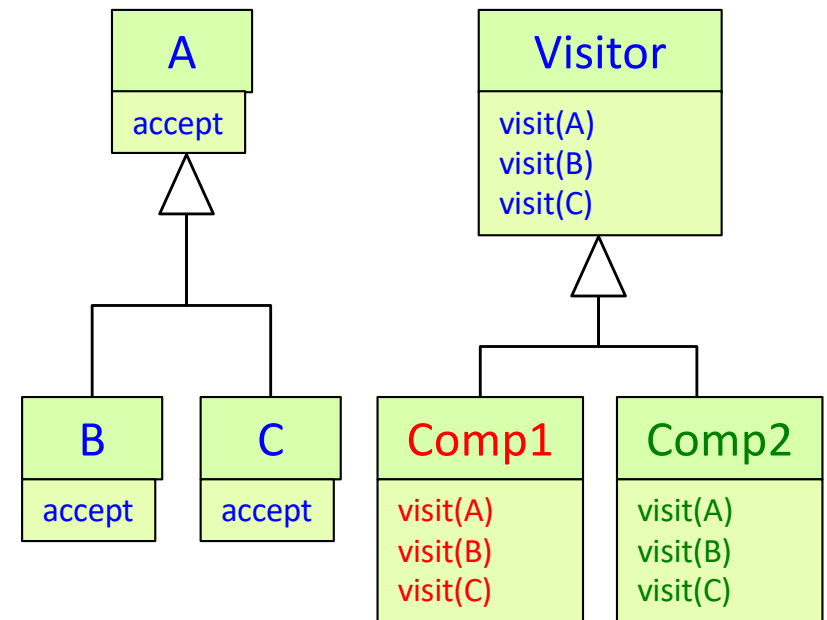 A
accept
Visitor
visit(A)
visit(B)
visit(C)
B
accept
C
accept
Comp1
visit(A)
visit(B)
visit(C)
Comp2
visit(A)
visit(B)
visit(C)